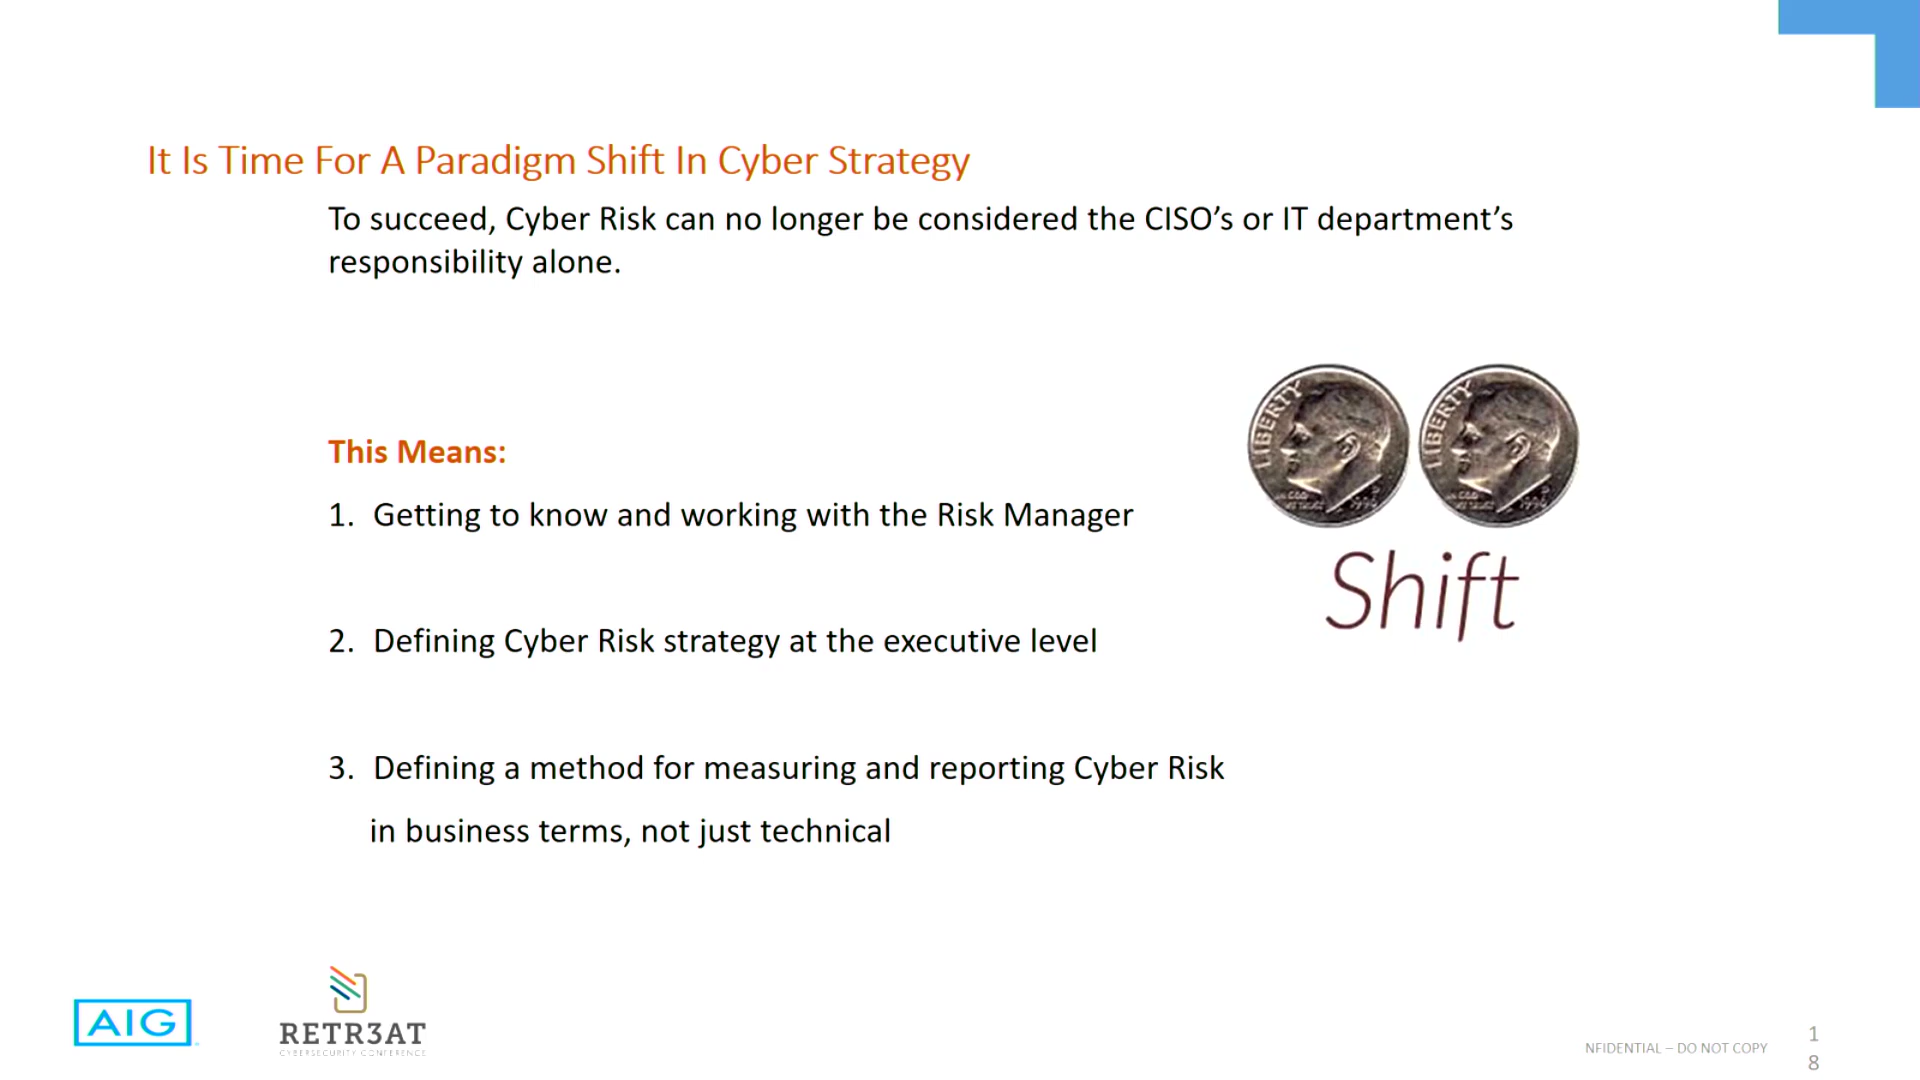 It Is Time For A Paradigm Shift In Cyber Strategy
To succeed, Cyber Risk can no longer be considered the CISO’s or IT department’s
responsibility alone.
This Means:
1. Getting to know and working with the Risk Manager
2. Defining Cyber Risk strategy at the executive level
3. Defining a method for measuring and reporting Cyber Risk
in business terms, not just technical
LIBERTY
LIBERTY
Shift
AIG
RETR3AT
CYBERSECURITY CONFERENCE
NFIDENTIAL – DO NOT COPY
1
8